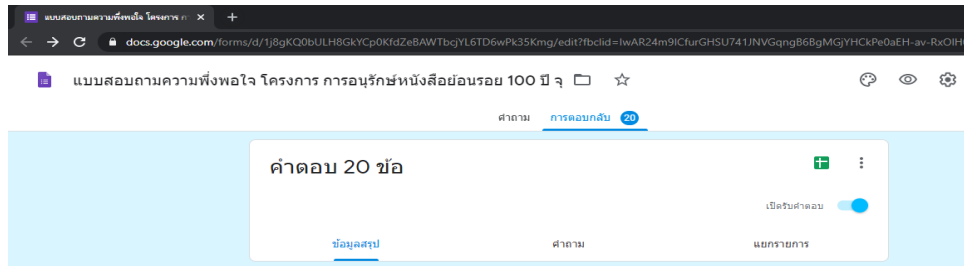 แบบสอบถามความพึงพอใจ โครงการ กา
docs.google.com/forms/d/1j8gKQ0bULH8GkYCp0KfdZeBAWTbcjYL6TD6wPk35Kmg/edit?fbclid=IwAR24m9ICfurGHSU741JNVGqngB6BgMGjYHCkPe0aEH-av-RxOIH
แบบสอบถามความพึงพอใจ โครงการ การอนุรักษ์หนังสือย้อนรอย 100 ปี จุ
คำถาม การตอบกลับ 20
คำตอบ 20 ข้อ
เปิดรับคำตอบ
ข้อมูลสรุป คำถาม แยกรายการ